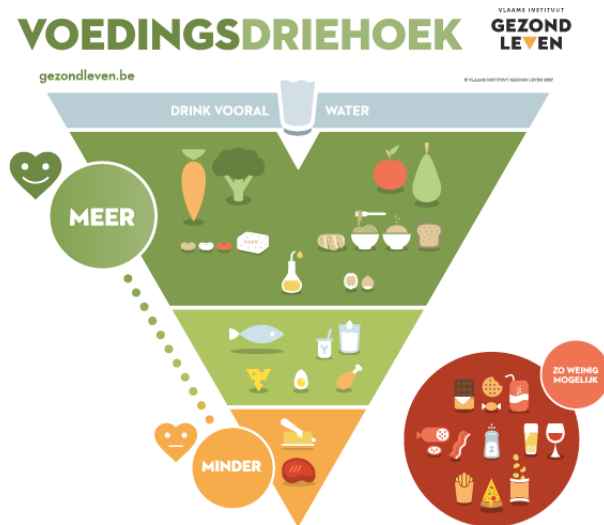 VLAAMS INSTITUUT
VOEDINGSDRIEHOEK
GEZOND
LEVEN
gezondleven.be
© VLAAMS INSTITUUT GEZOND LEVEN 2017
DRINK VOORAL WATER
MEER
ZO WEINIG
MOGELIJK
MINDER